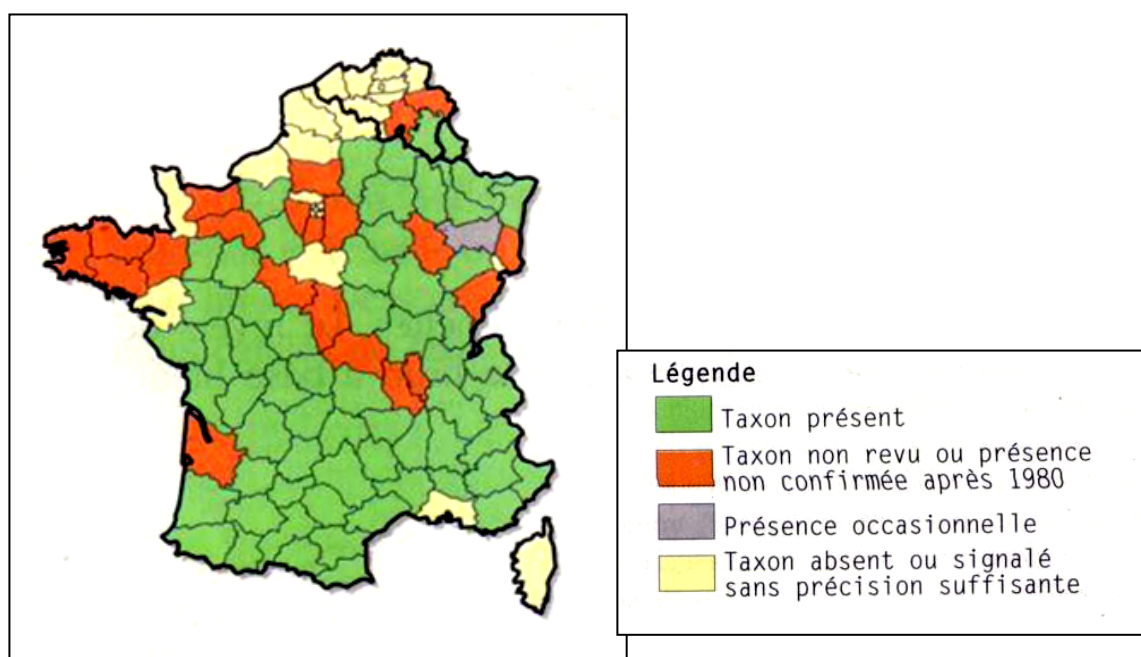 Légende
Taxon présent
Taxon non revu ou présence
non confirmée après 1980
Présence occasionnelle
Taxon absent ou signalé
sans précision suffisante